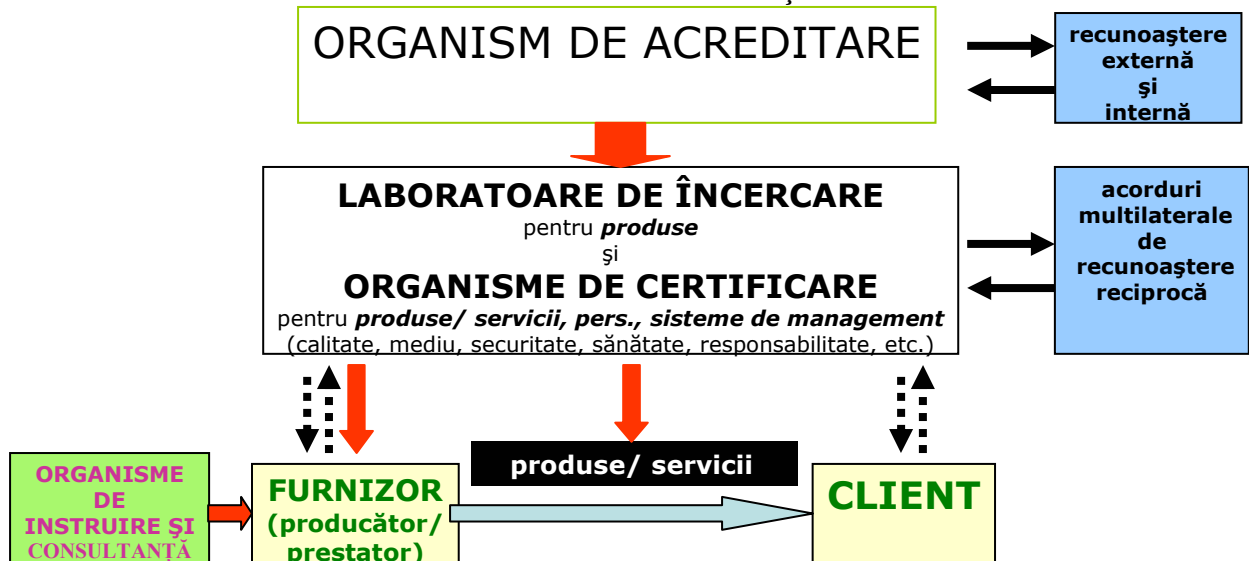 ORGANISM DE ACREDITARE
recunoaştere
externă
şi
internă
LABORATOARE DE ÎNCERCARE
pentru produse
şi
ORGANISME DE CERTIFICARE
pentru produse/ servicii, pers., sisteme de management
(calitate, mediu, securitate, sănătate, responsabilitate, etc.)
acorduri
multilaterale
de
recunoaştere
reciprocă
ORGANISME
DE
INSTRUIRE ŞI
CONSULTANŢĂ
FURNIZOR
(producător/
prestator)
produse/ servicii
CLIENT